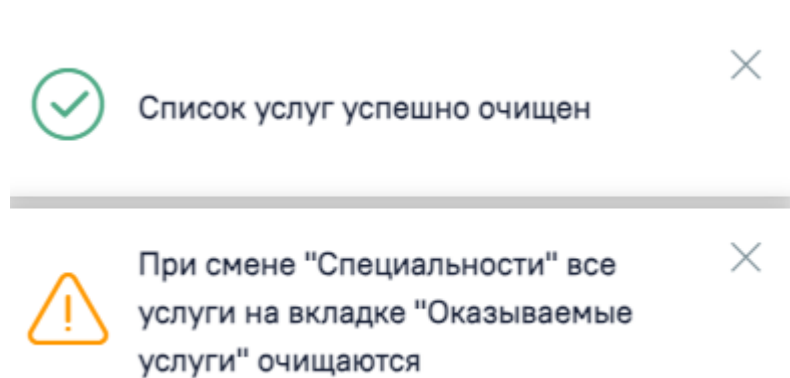 Список услуг успешно очищен
При смене "Специальности" все
услуги на вкладке "Оказываемые
услуги" очищаются